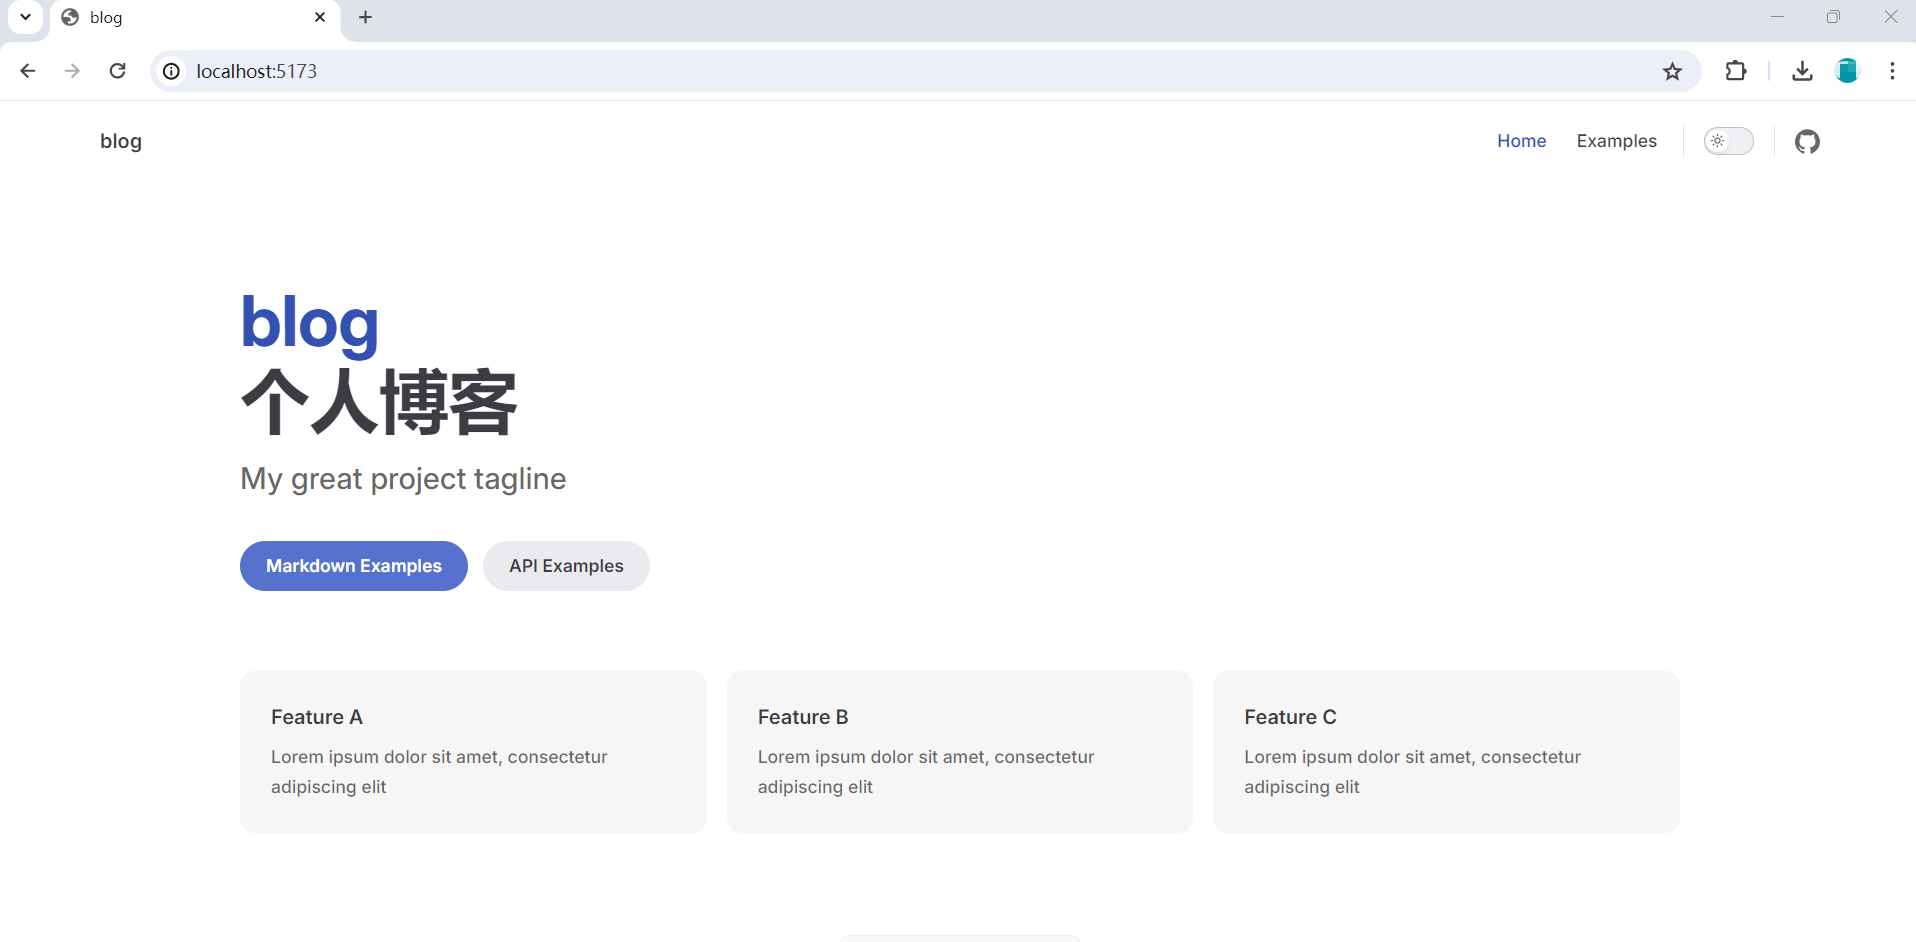 blog
localhost:5173
blog
Home
Examples
blog
个人博客
My great project tagline
Markdown Examples
API Examples
Feature A
Lorem ipsum dolor sit amet, consectetur
adipiscing elit
Feature B
Lorem ipsum dolor sit amet, consectetur
adipiscing elit
Feature C
Lorem ipsum dolor sit amet, consectetur
adipiscing elit